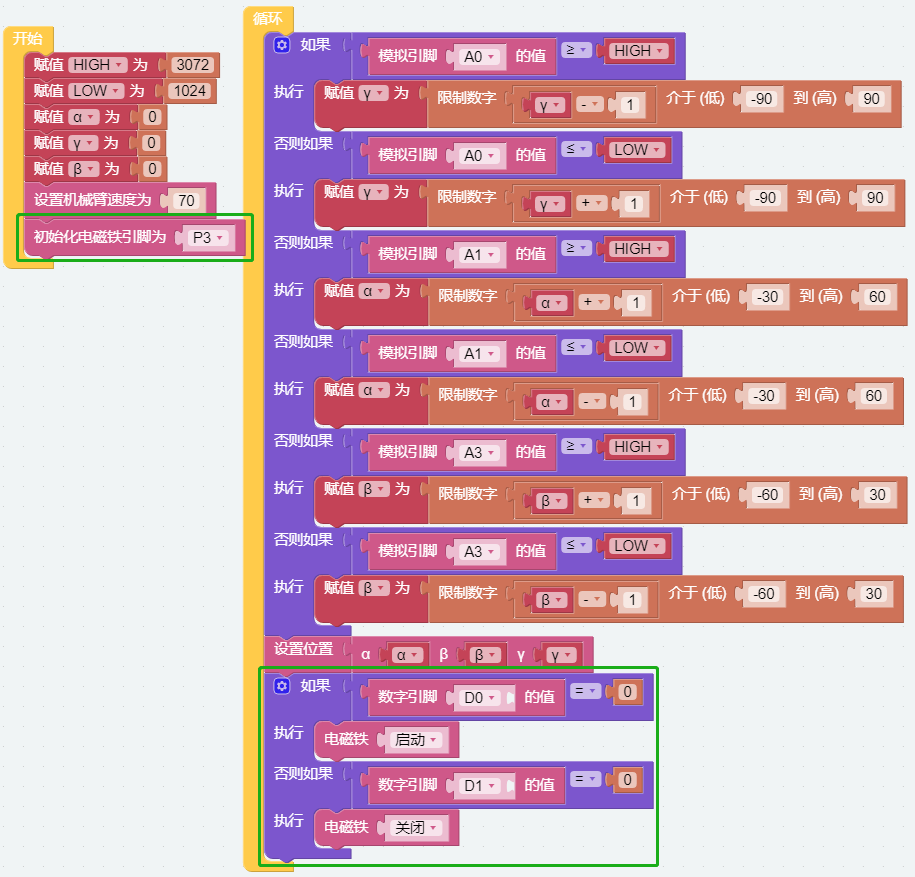 开始
赋值 HIGH 为 3072
赋值 LOW 为 1024
赋值 α 为 0
赋值 γ 为 0
赋值 β 为 0
设置机械臂速度为 70
初始化电磁铁引脚为 P3
循环
如果 模拟引脚 A0 的值 ≥ HIGH
执行 赋值 γ 为 限制数字 γ - 1 介于 (低) -90 到 (高) 90
否则如果 模拟引脚 A0 的值 ≤ LOW
执行 赋值 γ 为 限制数字 γ + 1 介于 (低) -90 到 (高) 90
否则如果 模拟引脚 A1 的值 ≥ HIGH
执行 赋值 α 为 限制数字 α + 1 介于 (低) -30 到 (高) 60
否则如果 模拟引脚 A1 的值 ≤ LOW
执行 赋值 α 为 限制数字 α - 1 介于 (低) -30 到 (高) 60
否则如果 模拟引脚 A3 的值 ≥ HIGH
执行 赋值 β 为 限制数字 β + 1 介于 (低) -60 到 (高) 30
否则如果 模拟引脚 A3 的值 ≤ LOW
执行 赋值 β 为 限制数字 β - 1 介于 (低) -60 到 (高) 30
设置位置 α α β β γ γ
如果 数字引脚 D0 的值 = 0
执行 电磁铁 启动
否则如果 数字引脚 D1 的值 = 0
执行 电磁铁 关闭